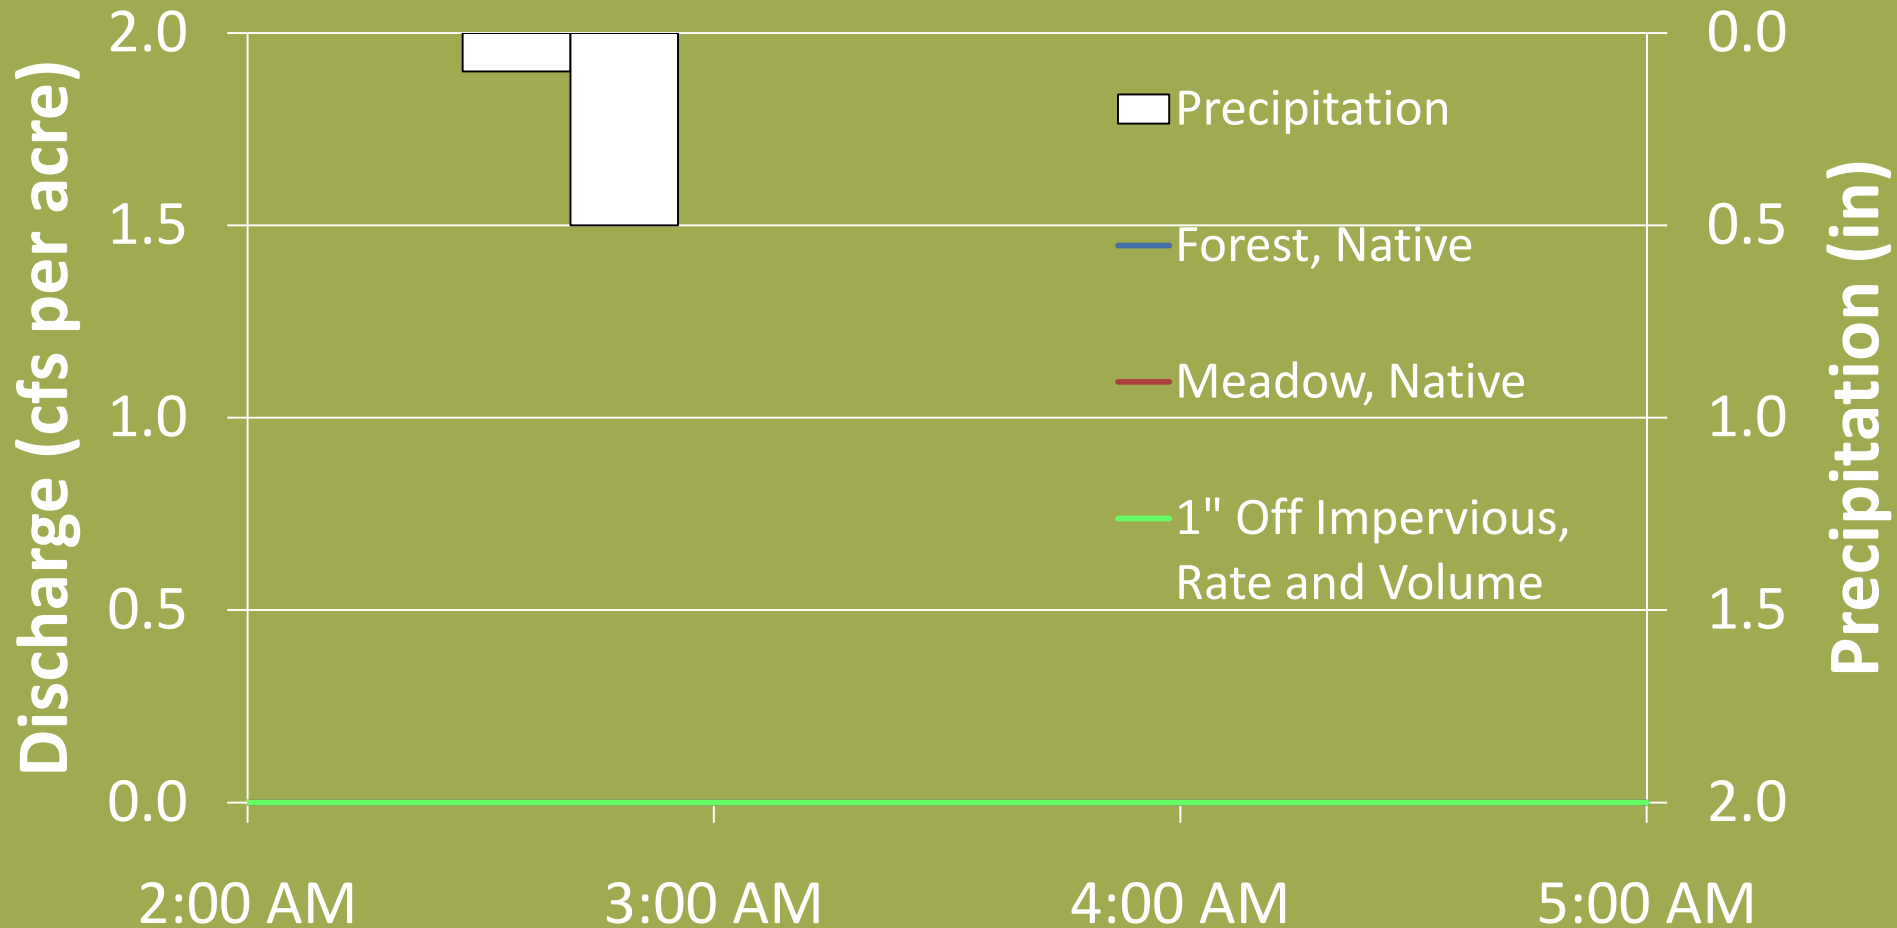 Discharge (cfs per acre)
2.0
1.5
1.0
0.5
0.0
Precipitation
Forest, Native
Meadow, Native
1" Off Impervious,
Rate and Volume
0.0
0.5
1.0
1.5
2.0
Precipitation (in)
2:00 AM
3:00 AM
4:00 AM
5:00 AM